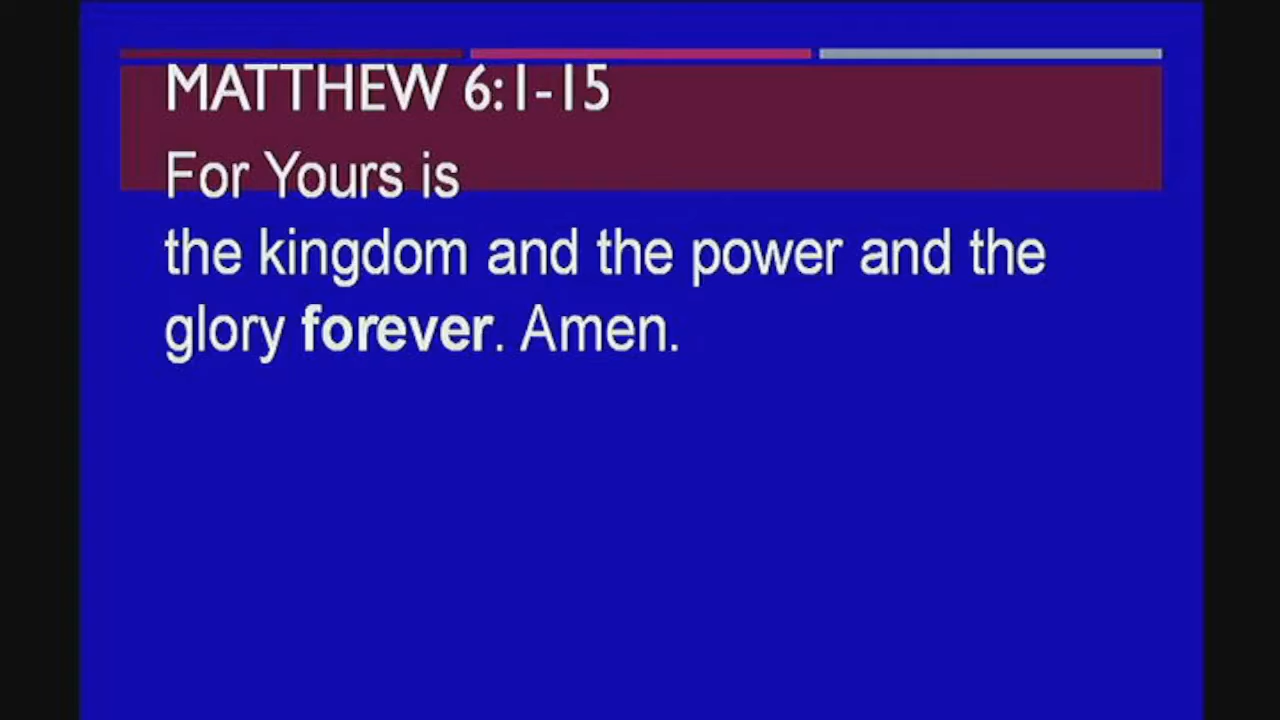 MATTHEW 6:1-15
For Yours is
the kingdom and the power and the
glory forever. Amen.